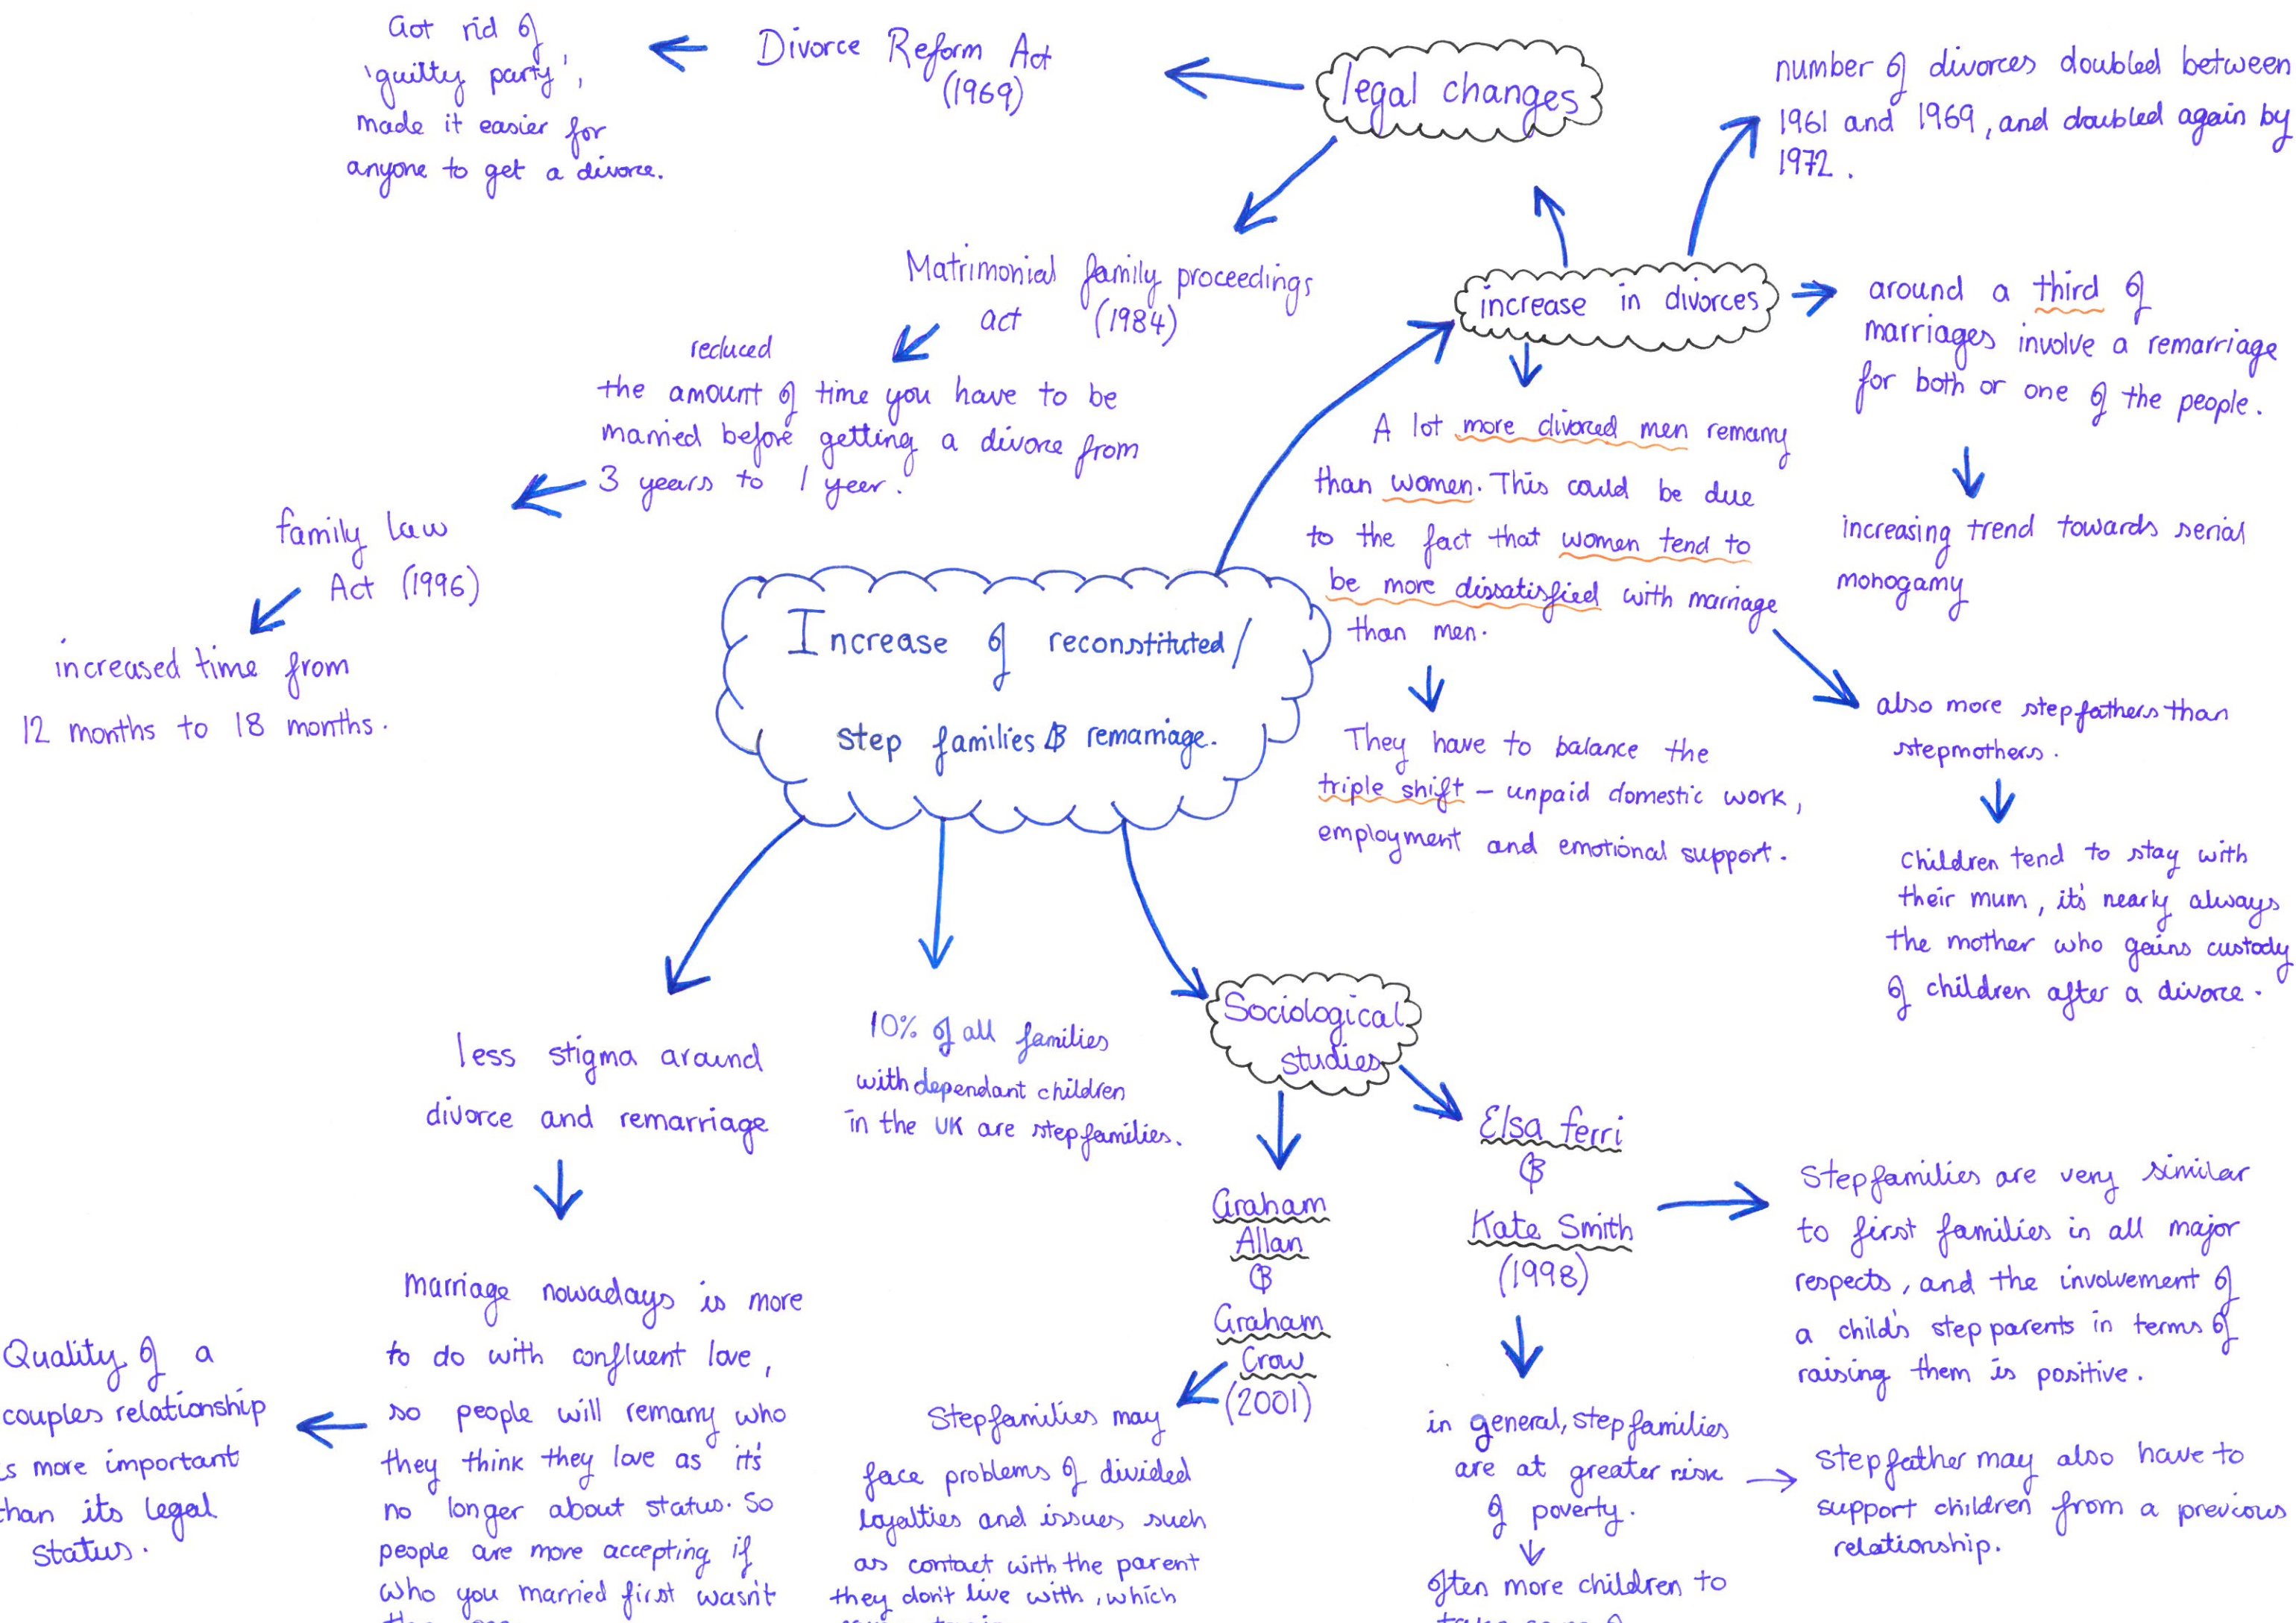 Got rid of
'guilty party',
made it easier for
anyone to get a divorce.
Divorce Reform Act
(1969)
legal changes
number of divorces doubled between
1961 and 1969, and doubled again by
1972.
Matrimonial family proceedings
act (1984)
reduced
the amount of time you have to be
married before getting a divorce from
3 years to 1 year.
family law
Act (1996)
increased time from
12 months to 18 months.
increase in divorces
around a third of
marriages involve a remarriage
for both or one of the people.
increasing trend towards serial
monogamy
A lot more divorced men remarry
than women. This could be due
to the fact that women tend to
be more dissatisfied with marriage
than men.
They have to balance the
triple shift - unpaid domestic work,
employment and emotional support.
also more stepfathers than
stepmothers.
children tend to stay with
their mum, it's nearly always
the mother who gains custody
of children after a divorce.
Increase of reconstituted/
step families & remarriage.
less stigma around
divorce and remarriage
marriage nowadays is more
to do with confluent love,
so people will remarry who
they think they love as it's
no longer about status. So
people are more accepting if
who you married first wasn't
Quality of a
couples relationship
s more important
than its legal
status.
10% of all families
with dependant children
in the UK are stepfamilies.
Sociological
studies
Graham
Allan
&
Graham
Crow
(2001)
Stepfamilies may
face problems of divided
loyalties and issues such
as contact with the parent
they don't live with, which
Elsa ferri
&
Kate Smith
(1998)
Stepfamilies are very similar
to first families in all major
respects, and the involvement of
a child's step parents in terms of
raising them is positive.
in general, stepfamilies
are at greater risk
of poverty.
often more children to
stepfather may also have to
support children from a previous
relationship.